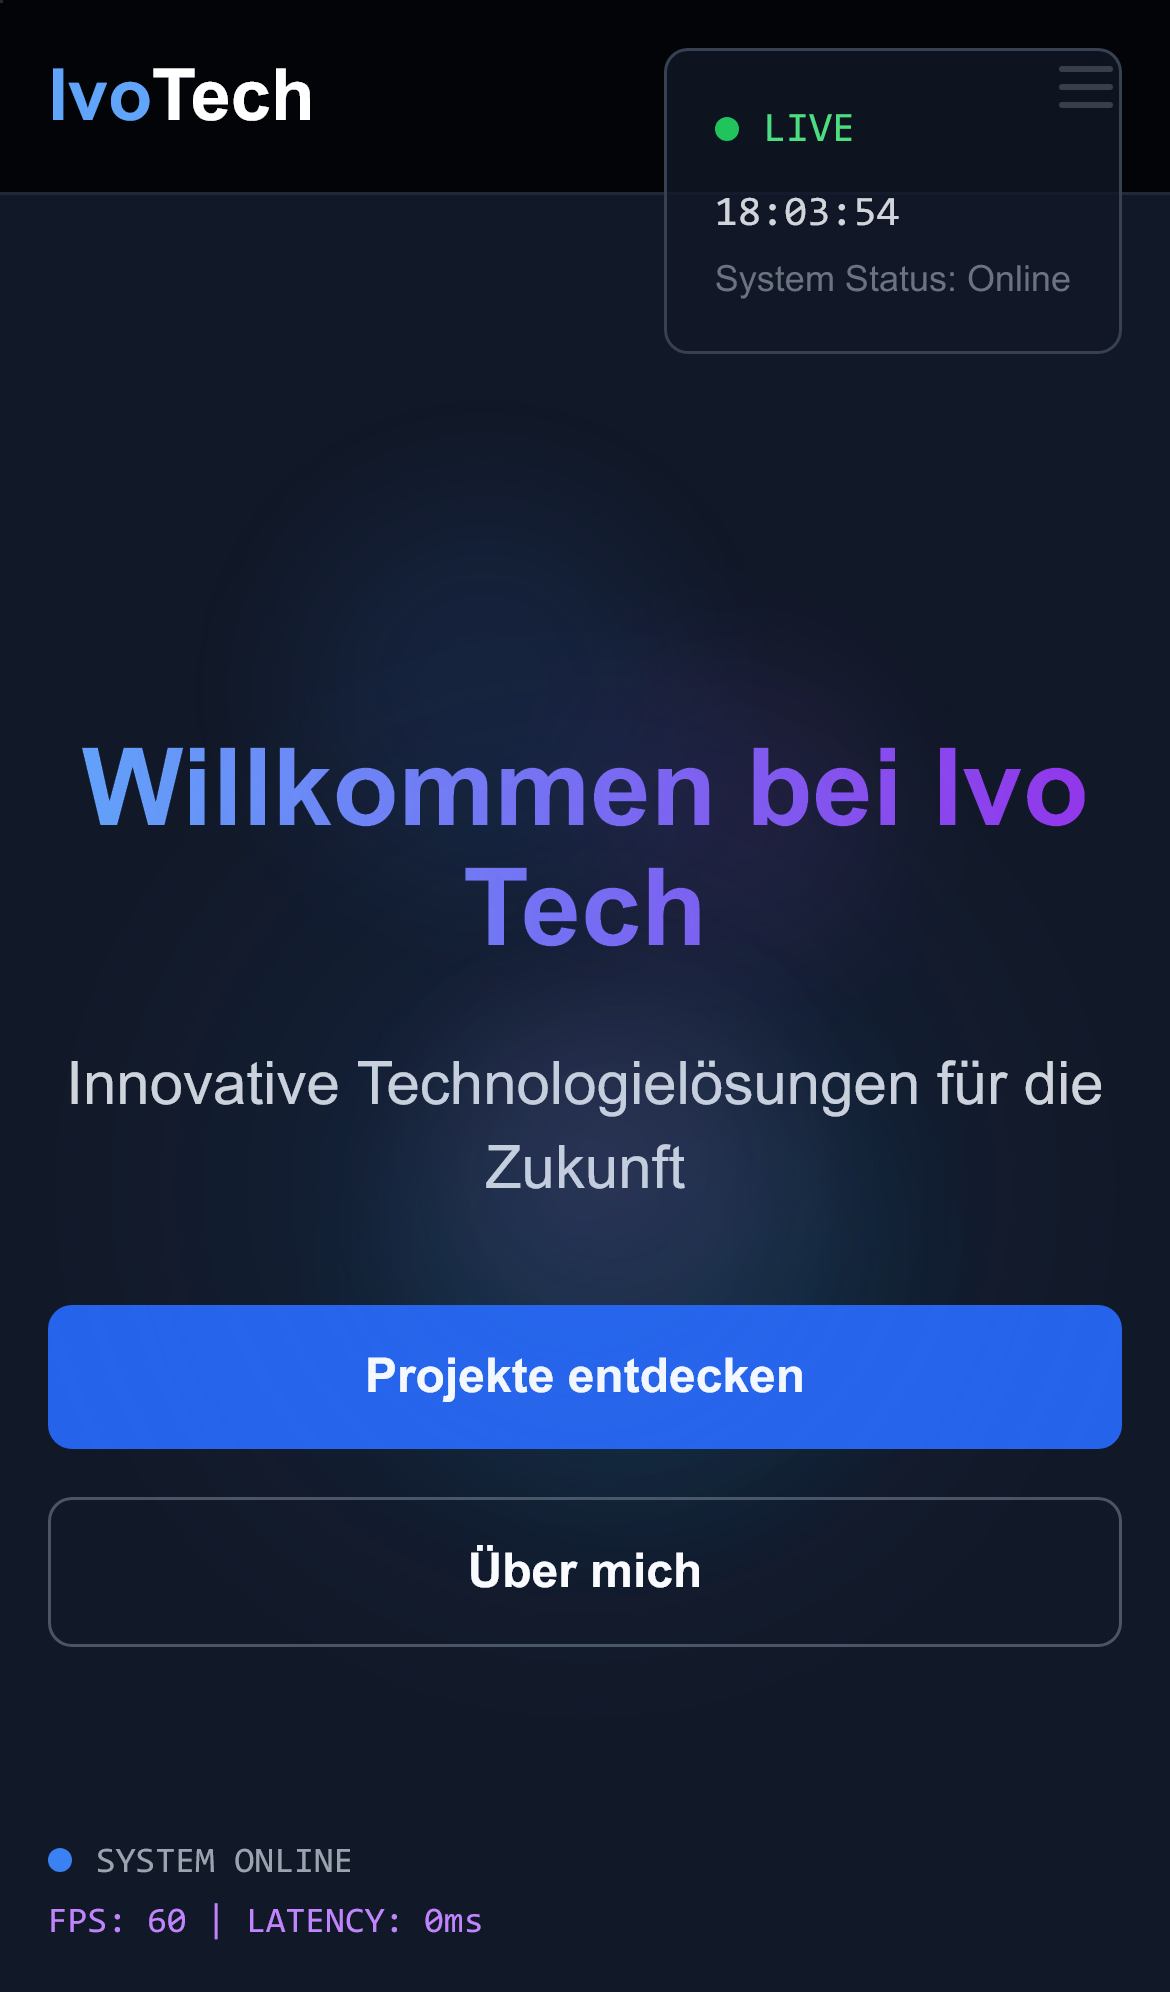 IvoTech
LIVE
18:03:54
System Status: Online
Willkommen bei Ivo
Tech
Innovative Technologielösungen für die
Zukunft
Projekte entdecken
Über mich
SYSTEM ONLINE
FPS: 60 | LATENCY: 0ms